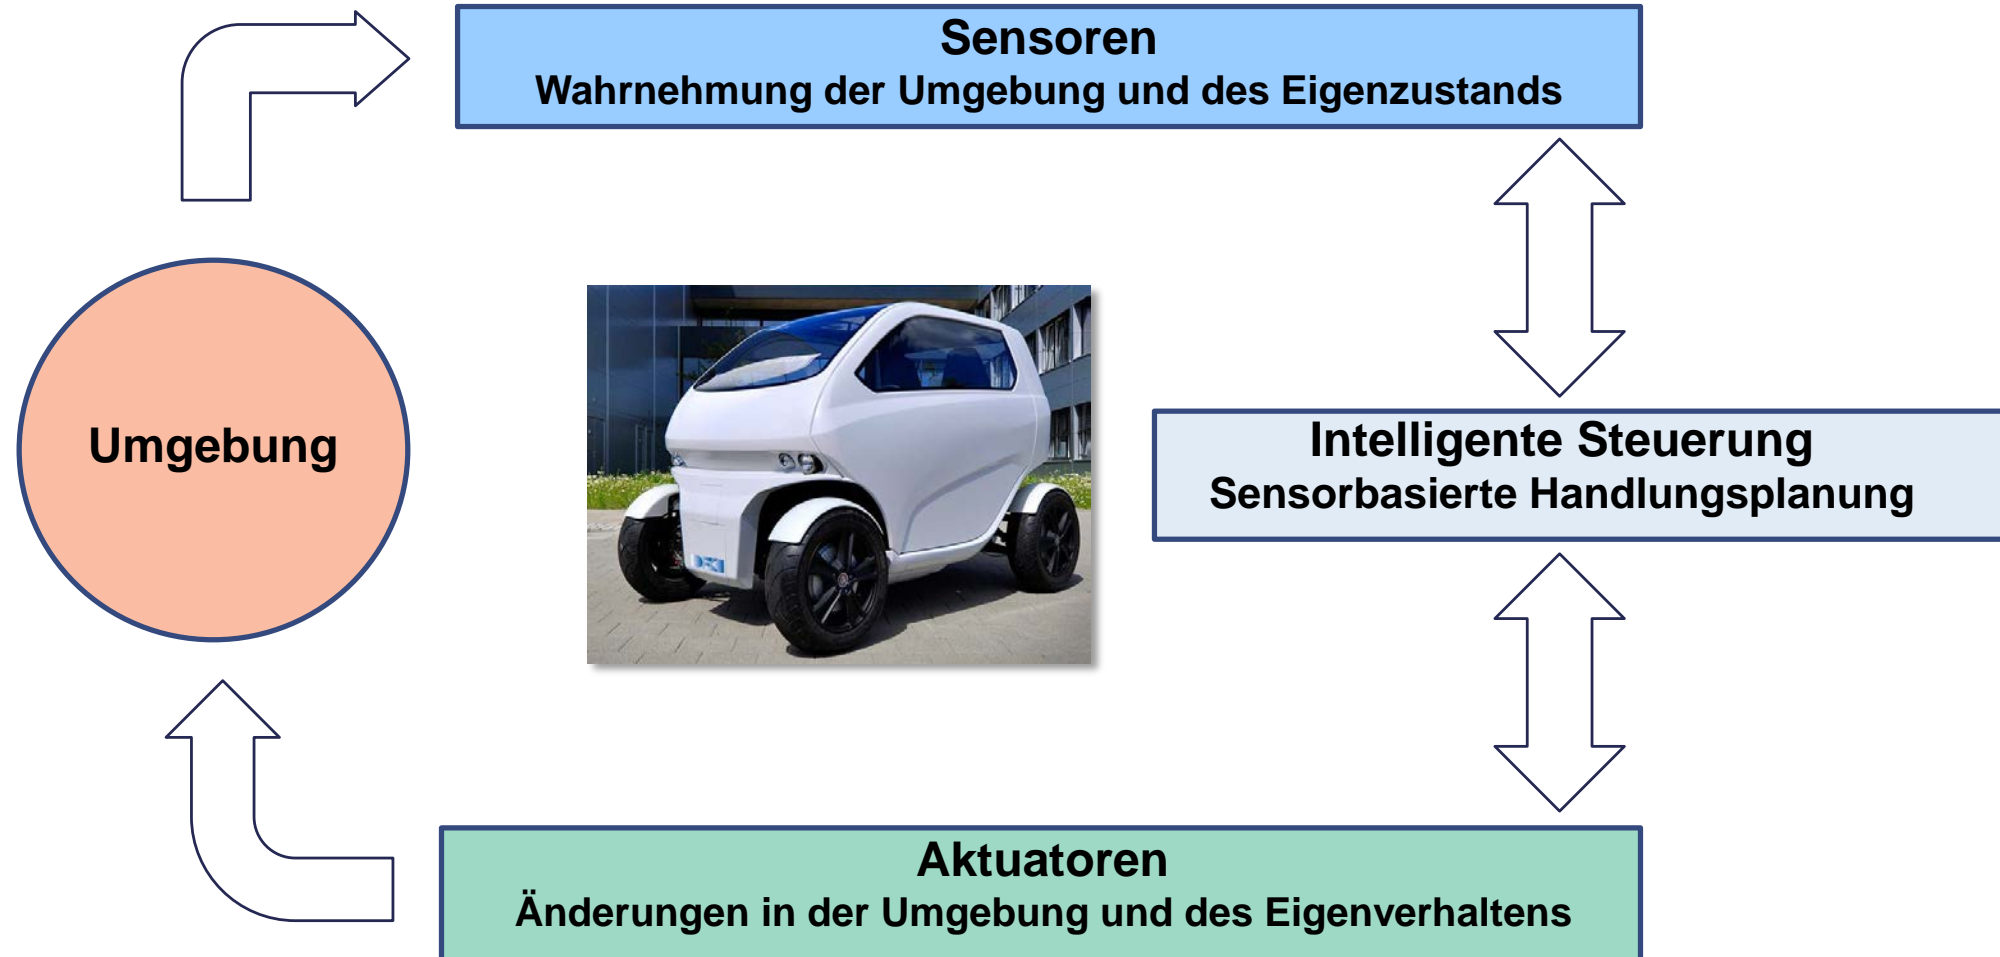 Sensoren
Wahrnehmung der Umgebung und des Eigenzustands
Umgebung
Intelligente Steuerung
Sensorbasierte Handlungsplanung
Aktuatoren
Änderungen in der Umgebung und des Eigenverhaltens